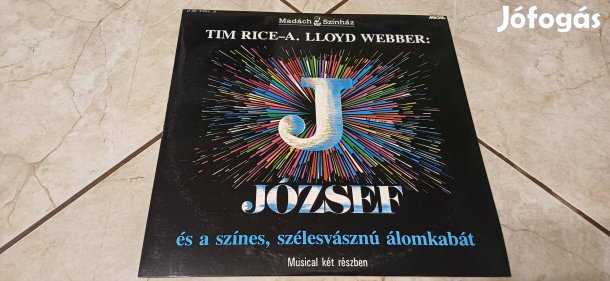 Jófogás
Madách Színház
TIM RICE–A. LLOYD WEBBER:
J
JÓZSEF
és a színes, szélesvásznú álomkabát
Musical két részben